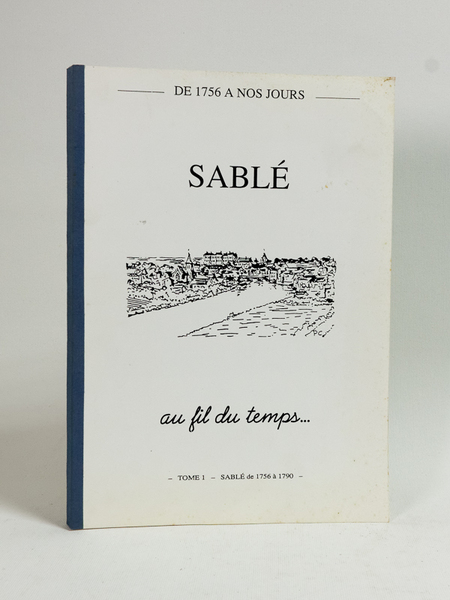 DE 1756 A NOS JOURS
SABLÉ
au fil du temps...
- TOME 1 - SABLÉ de 1756 à 1790 -